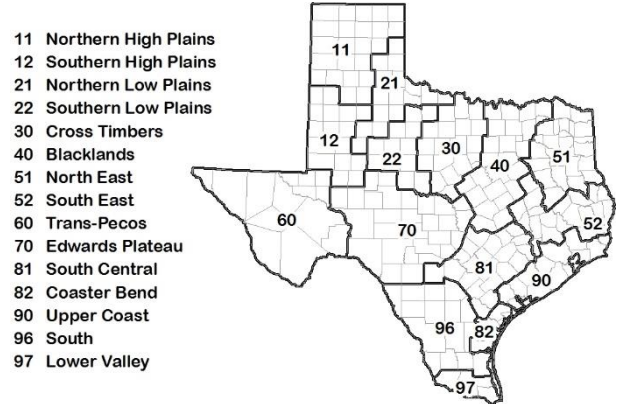 11 Northern High Plains
12 Southern High Plains
21 Northern Low Plains
22 Southern Low Plains
30 Cross Timbers
40 Blacklands
51 North East
52 South East
60 Trans-Pecos
70 Edwards Plateau
81 South Central
82 Coaster Bend
90 Upper Coast
96 South
97 Lower Valley
11
21
12
22
30
40
51
52
60
70
81
90
96
82
97